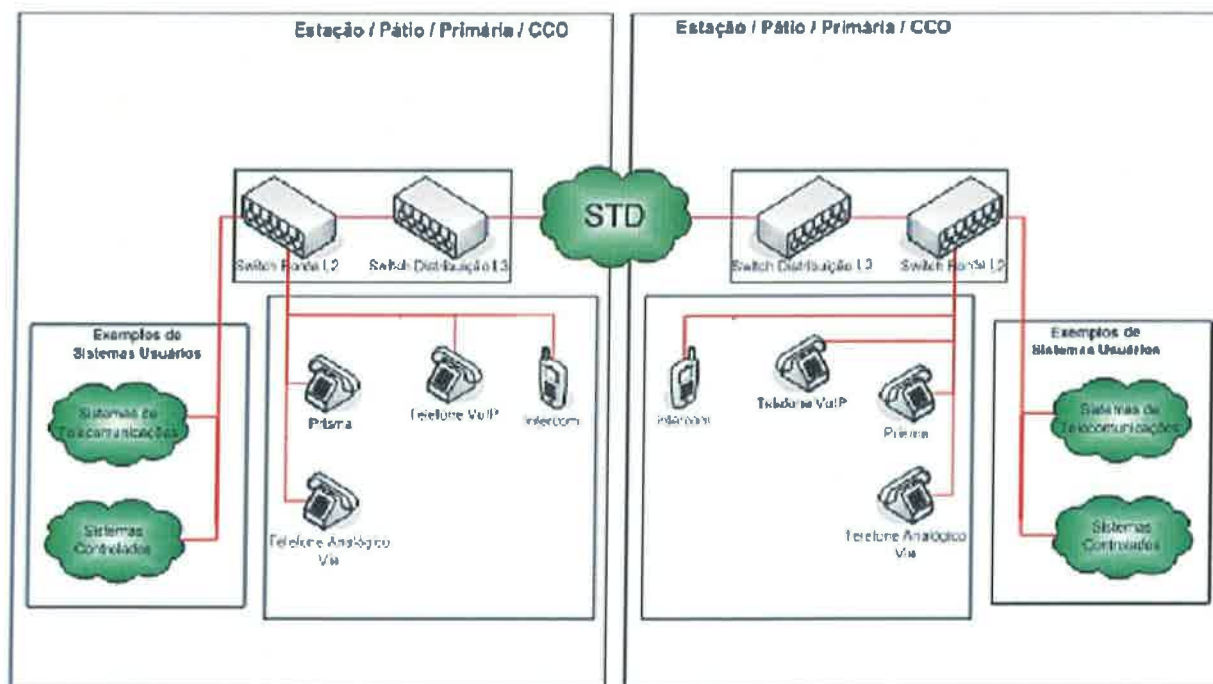 Estação / Pátio / Primária / CCO
Estação / Pátio / Primária / CCO
STD
Switch Borda L2
Switch Distribuição L3
Switch Distribuição L3
Switch Borda L2
Exemplos de
Sistemas Usuários
Sistemas de
Telecomunicações
Sistemas
Controlados
Prisma
Telefone VoIP
Intercom
Telefone Analógico
Via
Intercom
Telefone VoIP
Prisma
Telefone Analógico
Via
Exemplos de
Sistemas Usuários
Sistemas de
Telecomunicações
Sistemas
Controlados